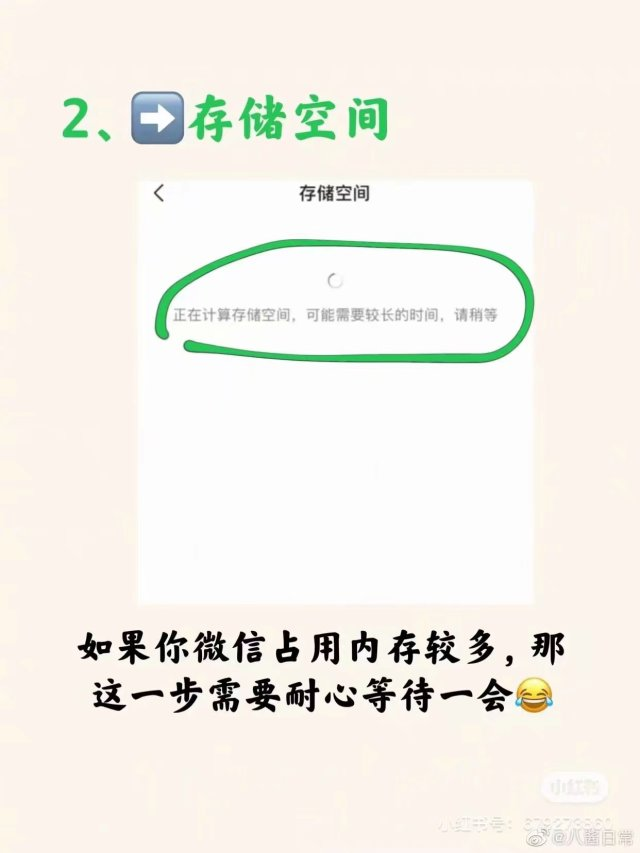 2、➡️存储空间
存储空间
正在计算存储空间，可能需要较长的时间，请稍等
如果你微信占用内存较多，那
这一步需要耐心等待一会😂
小红书
小红书号：679273660
@八酱日常